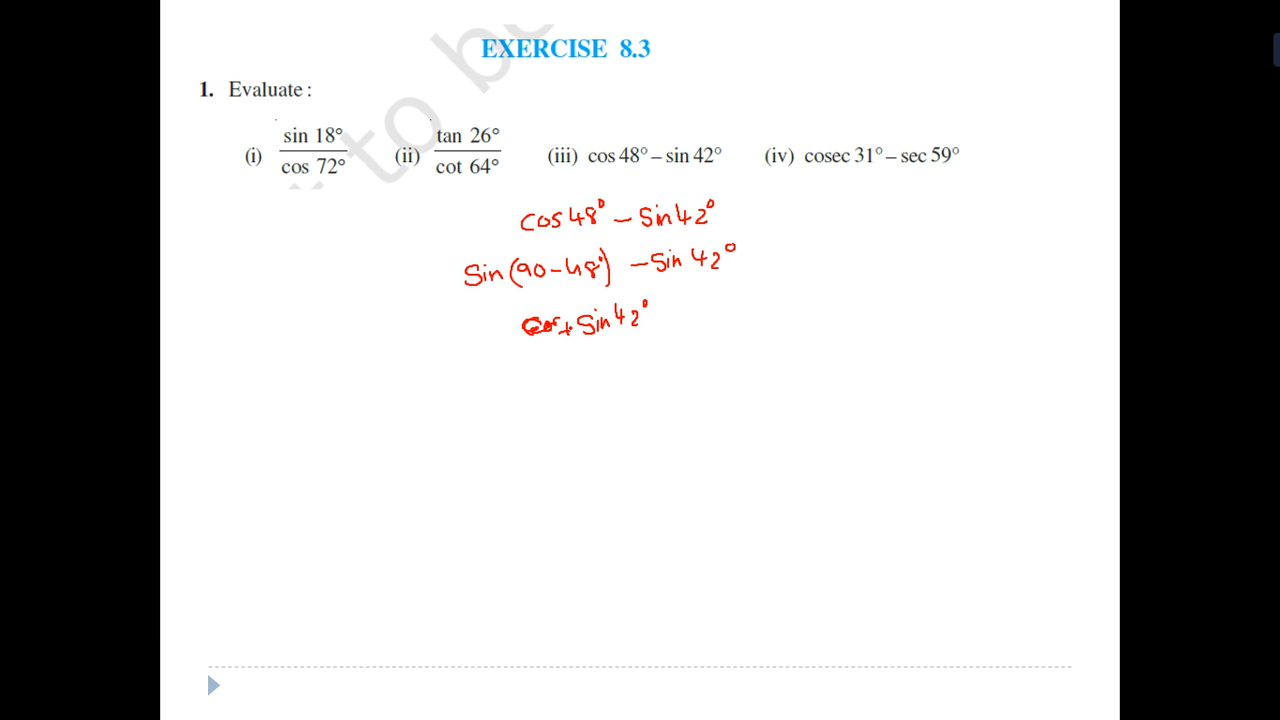 EXERCISE 8.3
1. Evaluate :
(i) sin 18° / cos 72° (ii) tan 26° / cot 64° (iii) cos 48° – sin 42° (iv) cosec 31° – sec 59°
cos 48° – sin 42°
Sin (90 – 48°) – sin 42°
sin 42°